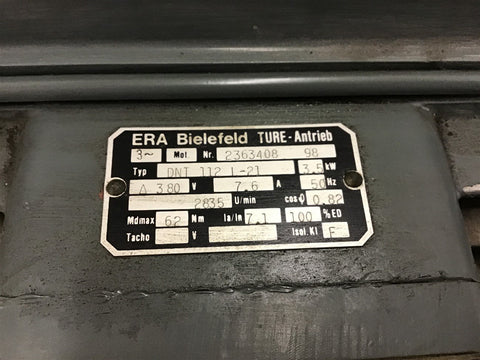 ERA Bielefeld TURE-Antrieb
3~ Mot. Nr. 2363408 98
Typ DNT 112 L-21 3,5 kW
Δ 380 V 7,6 A 50 Hz
2835 U/min cosφ 0.82
Mdmax 62 Nm Ia/In 7,1 100 % ED
Tacho V Isol. Kl F